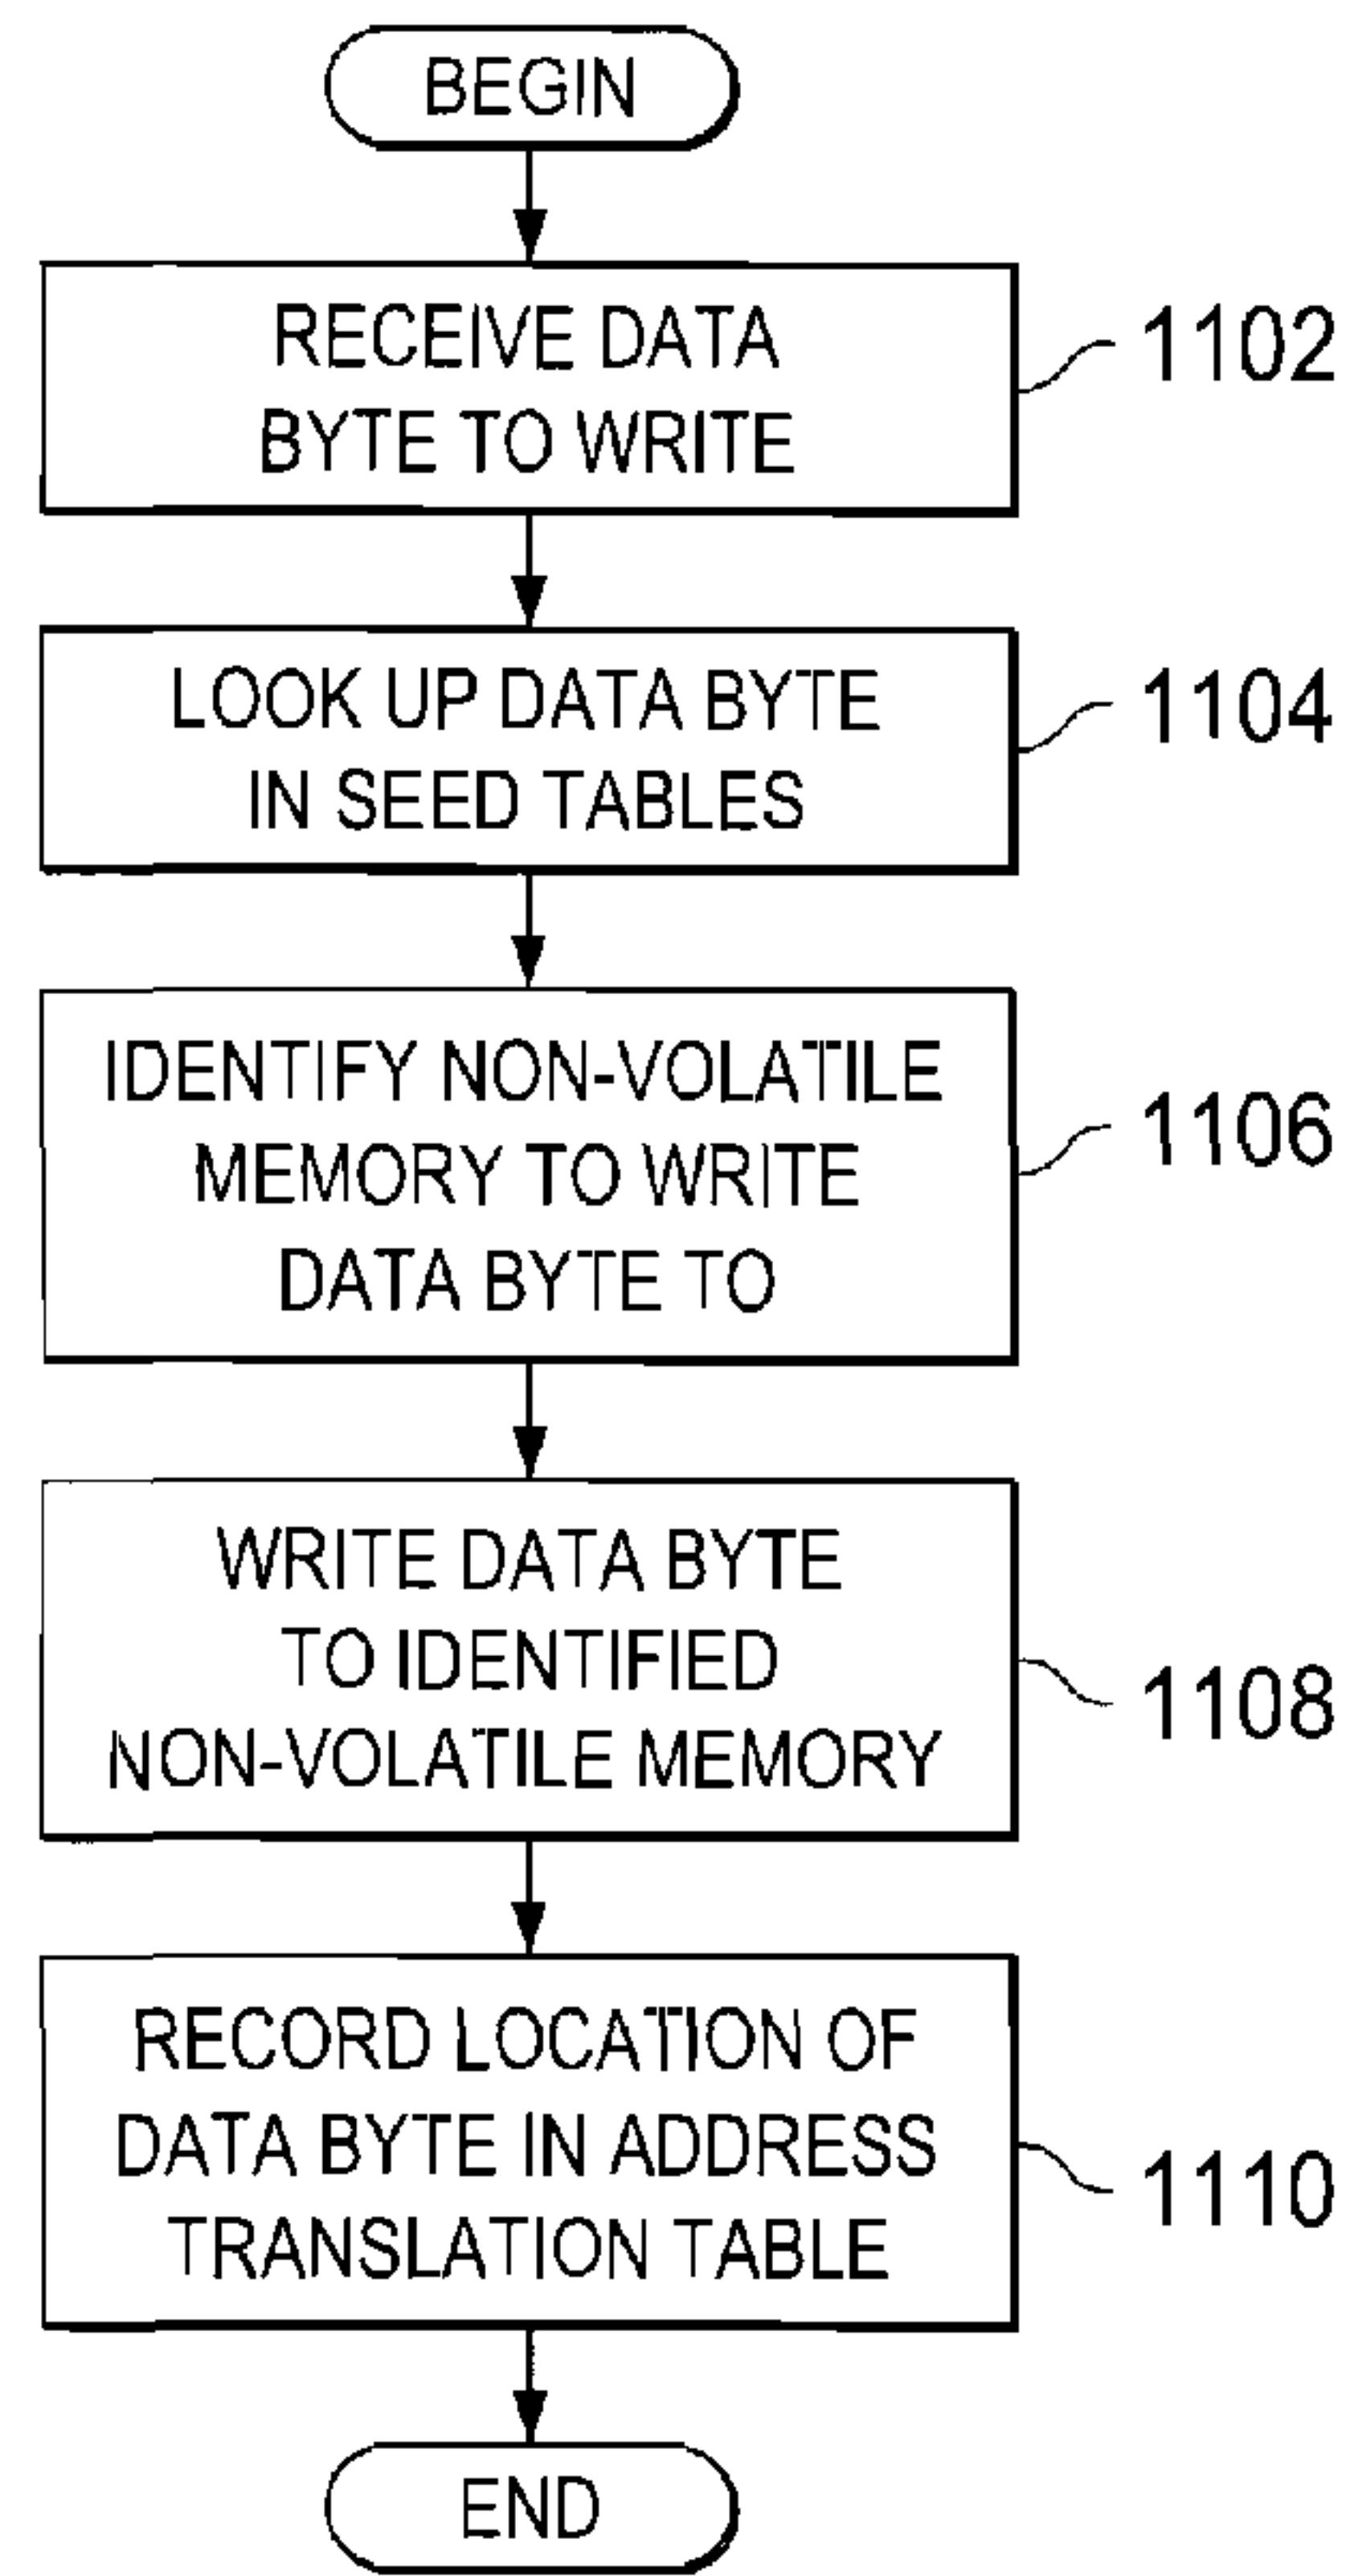 BEGIN
RECEIVE DATA
BYTE TO WRITE
1102
LOOK UP DATA BYTE
IN SEED TABLES
1104
IDENTIFY NON-VOLATILE
MEMORY TO WRITE
DATA BYTE TO
1106
WRITE DATA BYTE
TO IDENTIFIED
NON-VOLATILE MEMORY
1108
RECORD LOCATION OF
DATA BYTE IN ADDRESS
TRANSLATION TABLE
1110
END